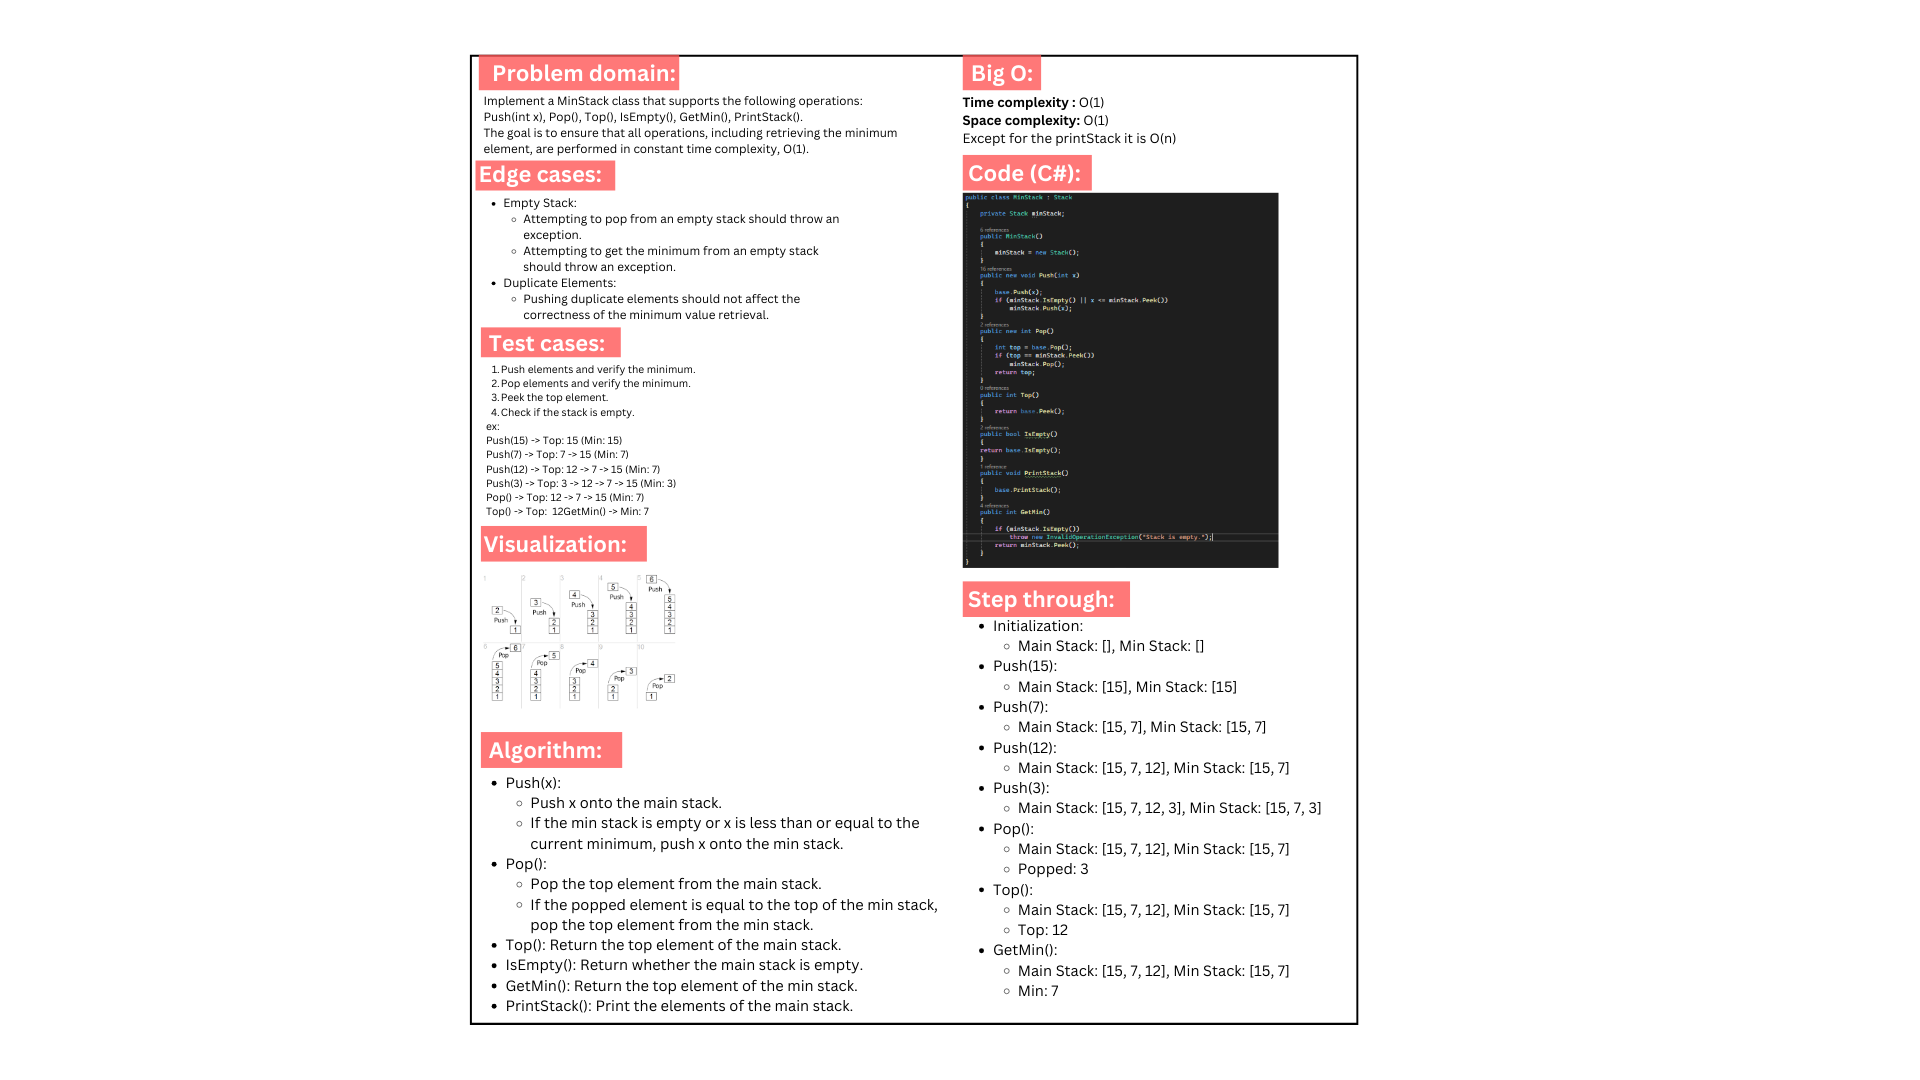 Problem domain:
Implement a MinStack class that supports the following operations:
Push(int x), Pop(), Top(), IsEmpty(), GetMin(), PrintStack().
The goal is to ensure that all operations, including retrieving the minimum
element, are performed in constant time complexity, O(1).
Edge cases:
• Empty Stack:
○ Attempting to pop from an empty stack should throw an
exception.
○ Attempting to get the minimum from an empty stack
should throw an exception.
• Duplicate Elements:
○ Pushing duplicate elements should not affect the
correctness of the minimum value retrieval.
Test cases:
1. Push elements and verify the minimum.
2. Pop elements and verify the minimum.
3. Peek the top element.
4. Check if the stack is empty.
ex:
Push(15) -> Top: 15 (Min: 15)
Push(7) -> Top: 7 -> 15 (Min: 7)
Push(12) -> Top: 12 -> 7 -> 15 (Min: 7)
Push(3) -> Top: 3 -> 12 -> 7 -> 15 (Min: 3)
Pop() -> Top: 12 -> 7 -> 15 (Min: 7)
Top() -> Top:  12GetMin() -> Min: 7
Visualization:
1 2 3 4 5
2 Push 1
3 Push 2 1
4 Push 3 2 1
5 Push 4 3 2 1
6 Push 5 4 3 2 1
6 7 8 9 10
6 Pop 5 4 3 2 1
5 Pop 4 3 2 1
4 Pop 3 2 1
3 Pop 2 1
2 Pop 1
Algorithm:
• Push(x):
○ Push x onto the main stack.
○ If the min stack is empty or x is less than or equal to the
current minimum, push x onto the min stack.
• Pop():
○ Pop the top element from the main stack.
○ If the popped element is equal to the top of the min stack,
pop the top element from the min stack.
• Top(): Return the top element of the main stack.
• IsEmpty(): Return whether the main stack is empty.
• GetMin(): Return the top element of the min stack.
• PrintStack(): Print the elements of the main stack.
Big O:
Time complexity : O(1)
Space complexity: O(1)
Except for the printStack it is O(n)
Code (C#):
public class MinStack : Stack
{
private Stack minStack;
6 references
public MinStack()
{
minStack = new Stack();
}
16 references
public new void Push(int x)
{
base.Push(x);
if (minStack.IsEmpty() || x <= minStack.Peek())
minStack.Push(x);
}
2 references
public new int Pop()
{
int top = base.Pop();
if (top == minStack.Peek())
minStack.Pop();
return top;
}
0 references
public int Top()
{
return base.Peek();
}
2 references
public bool IsEmpty()
{
return base.IsEmpty();
}
1 reference
public void PrintStack()
{
base.PrintStack();
}
4 references
public int GetMin()
{
if (minStack.IsEmpty())
throw new InvalidOperationException("Stack is empty.");
return minStack.Peek();
}
}
Step through:
• Initialization:
○ Main Stack: [], Min Stack: []
• Push(15):
○ Main Stack: [15], Min Stack: [15]
• Push(7):
○ Main Stack: [15, 7], Min Stack: [15, 7]
• Push(12):
○ Main Stack: [15, 7, 12], Min Stack: [15, 7]
• Push(3):
○ Main Stack: [15, 7, 12, 3], Min Stack: [15, 7, 3]
• Pop():
○ Main Stack: [15, 7, 12], Min Stack: [15, 7]
○ Popped: 3
• Top():
○ Main Stack: [15, 7, 12], Min Stack: [15, 7]
○ Top: 12
• GetMin():
○ Main Stack: [15, 7, 12], Min Stack: [15, 7]
○ Min: 7